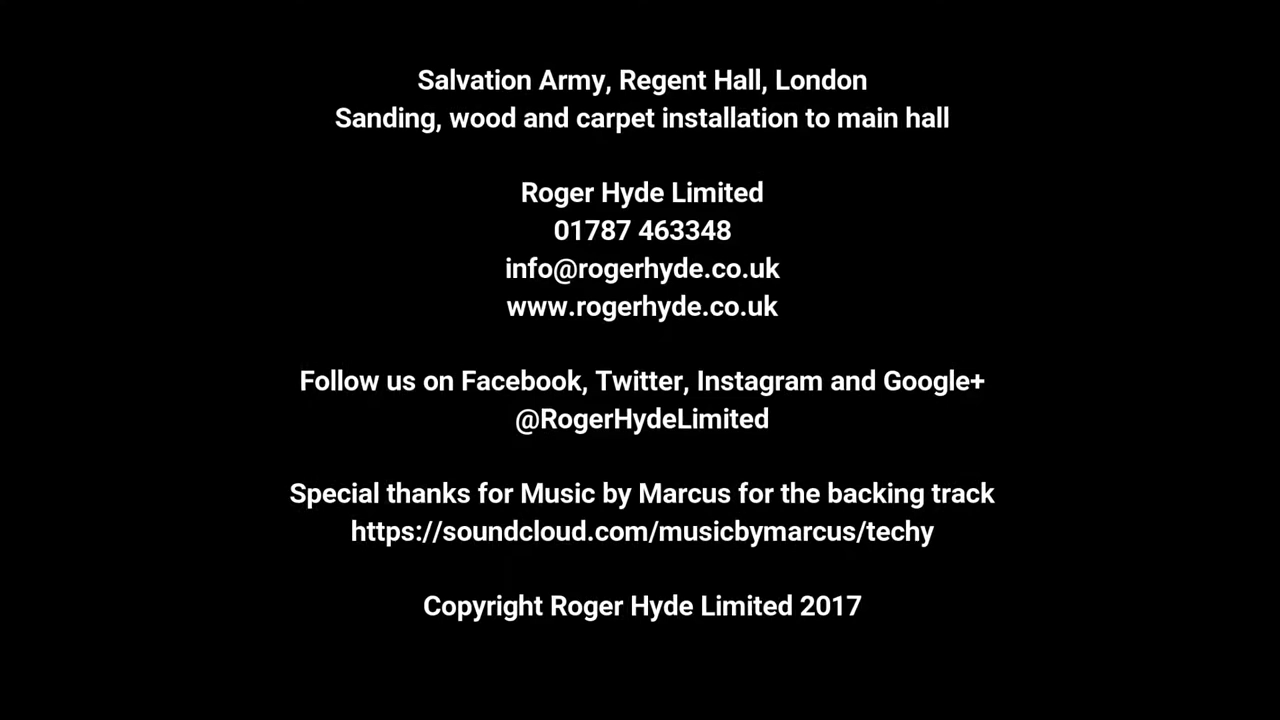 Salvation Army, Regent Hall, London
Sanding, wood and carpet installation to main hall
Roger Hyde Limited
01787 463348
info@rogerhyde.co.uk
www.rogerhyde.co.uk
Follow us on Facebook, Twitter, Instagram and Google+
@RogerHydeLimited
Special thanks for Music by Marcus for the backing track
https://soundcloud.com/musicbymarcus/techy
Copyright Roger Hyde Limited 2017